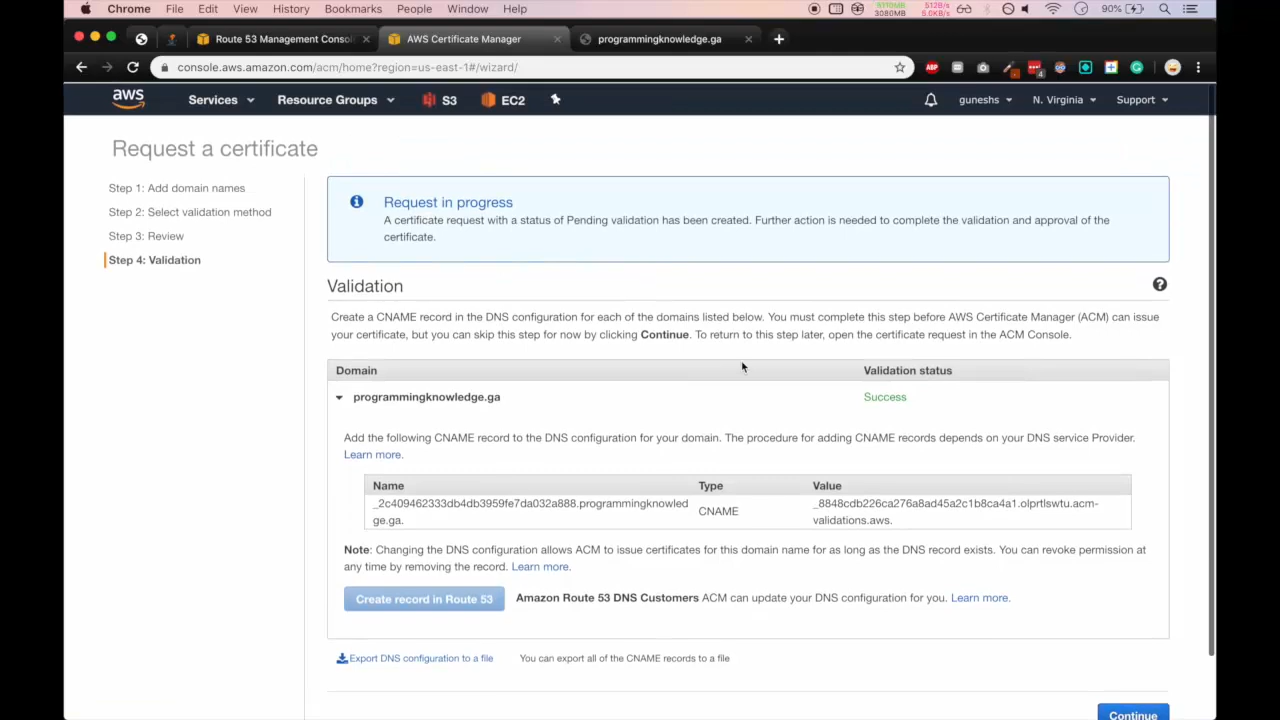 Chrome File Edit View History Bookmarks People Window Help
3080MB 5.0KB/s 90%
Route 53 Management Consol AWS Certificate Manager programmingknowledge.ga
console.aws.amazon.com/acm/home?region=us-east-1#/wizard/
ABP 4
aws Services Resource Groups S3 EC2 guneshs N. Virginia Support
Request a certificate
Step 1: Add domain names
Step 2: Select validation method
Step 3: Review
Step 4: Validation
Request in progress
A certificate request with a status of Pending validation has been created. Further action is needed to complete the validation and approval of the
certificate.
Validation
Create a CNAME record in the DNS configuration for each of the domains listed below. You must complete this step before AWS Certificate Manager (ACM) can issue
your certificate, but you can skip this step for now by clicking Continue. To return to this step later, open the certificate request in the ACM Console.
Domain Validation status
programmingknowledge.ga Success
Add the following CNAME record to the DNS configuration for your domain. The procedure for adding CNAME records depends on your DNS service Provider.
Learn more.
Name Type Value
_2c409462333db4db3959fe7da032a888.programmingknowled
ge.ga.
CNAME
_8848cdb226ca276a8ad45a2c1b8ca4a1.olprtlswtu.acm-
validations.aws.
Note: Changing the DNS configuration allows ACM to issue certificates for this domain name for as long as the DNS record exists. You can revoke permission at
any time by removing the record. Learn more.
Create record in Route 53 Amazon Route 53 DNS Customers ACM can update your DNS configuration for you. Learn more.
Export DNS configuration to a file You can export all of the CNAME records to a file
Continue